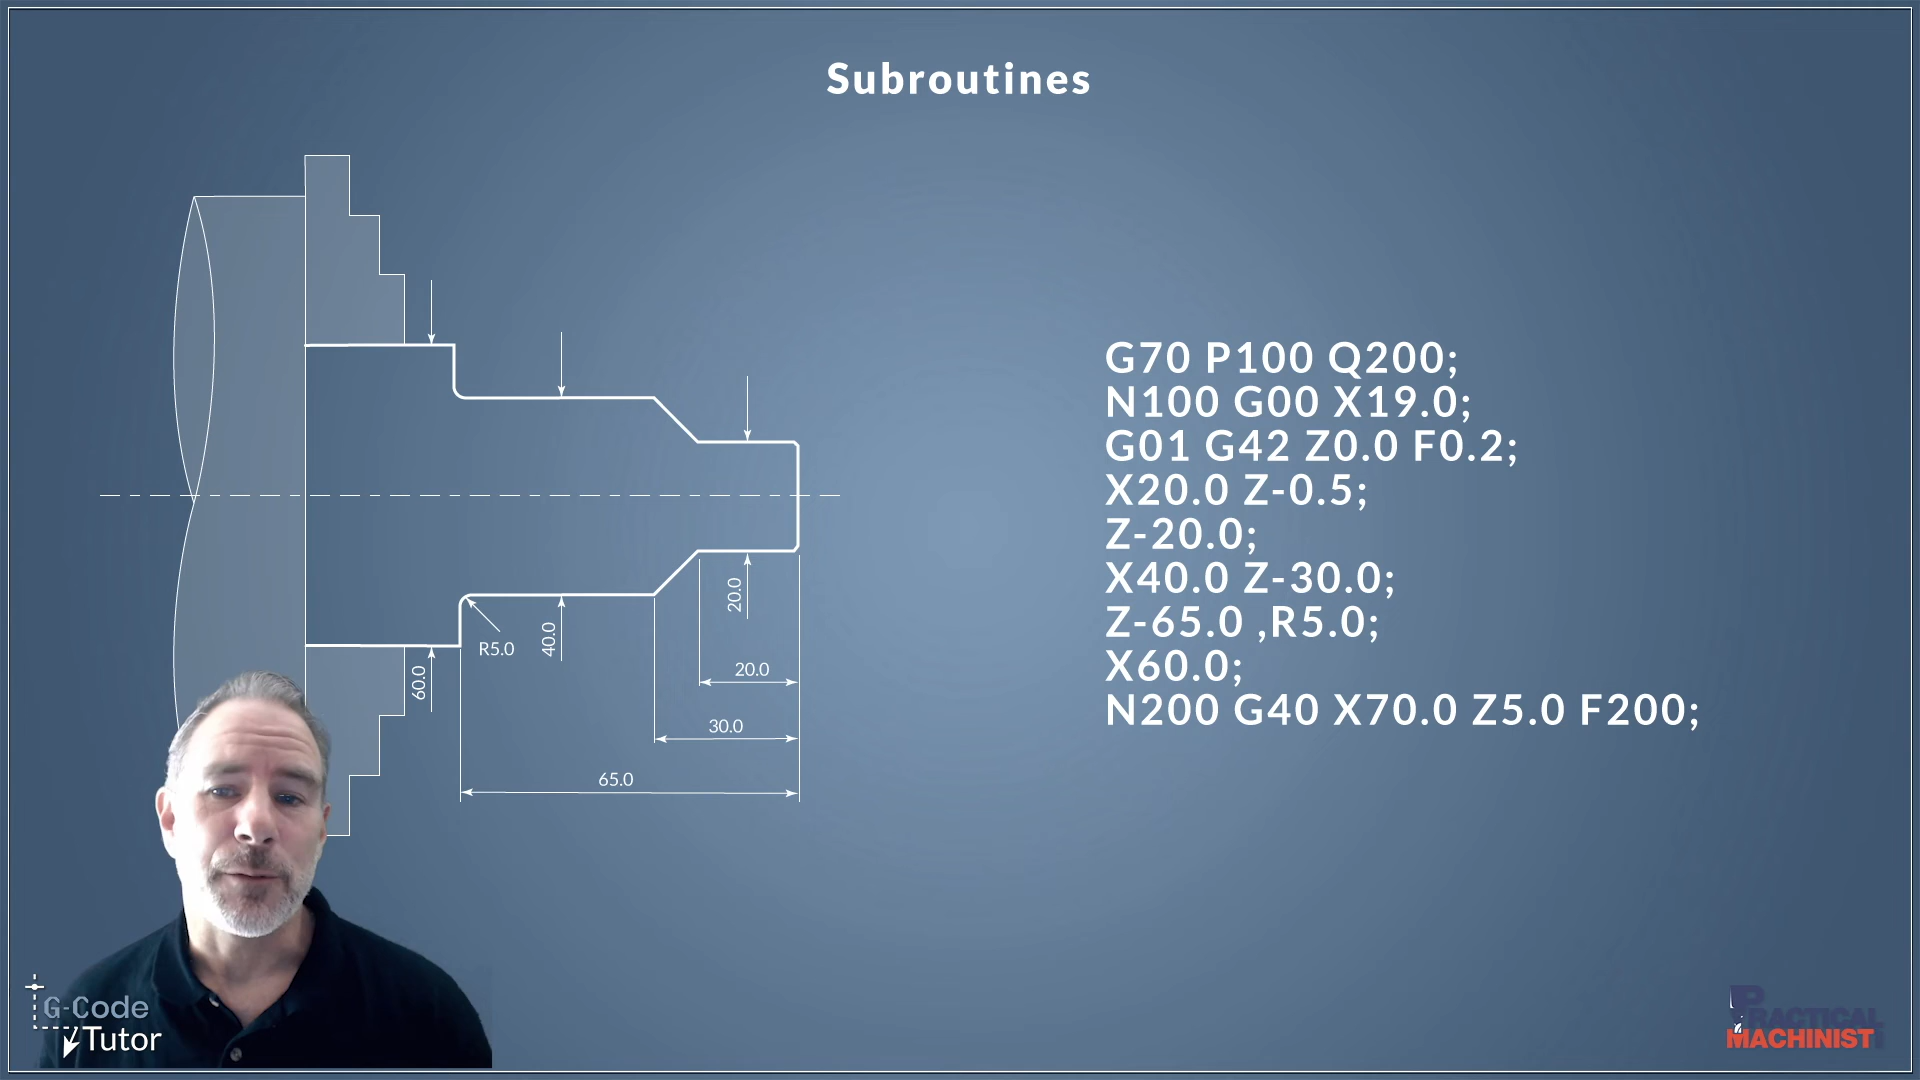 Subroutines
G70 P100 Q200;
N100 G00 X19.0;
G01 G42 Z0.0 F0.2;
X20.0 Z-0.5;
Z-20.0;
X40.0 Z-30.0;
Z-65.0 ,R5.0;
X60.0;
N200 G40 X70.0 Z5.0 F200;
20.0
40.0
R5.0
60.0
20.0
30.0
65.0
G-Code
Tutor
PRACTICAL
MACHINIST